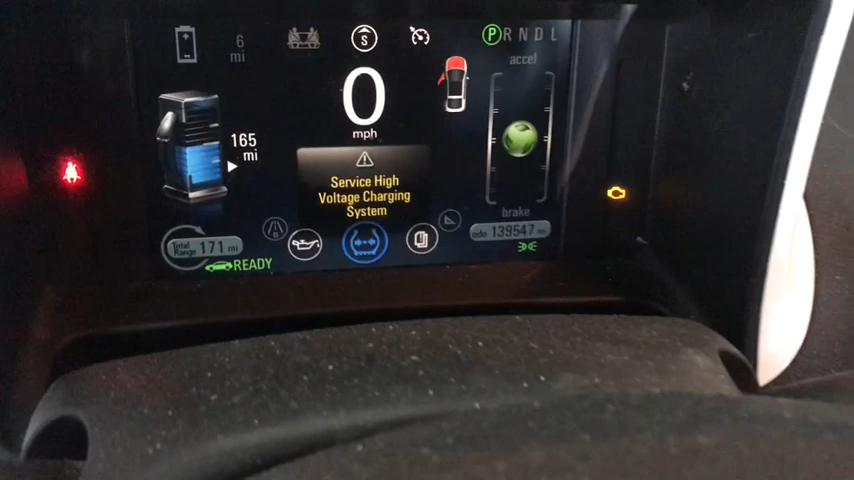 6
mi
S
P R N D L
accel
0
mph
165
mi
Service High
Voltage Charging
System
Total
Range 171 mi
READY
brake
odo 139547 mi